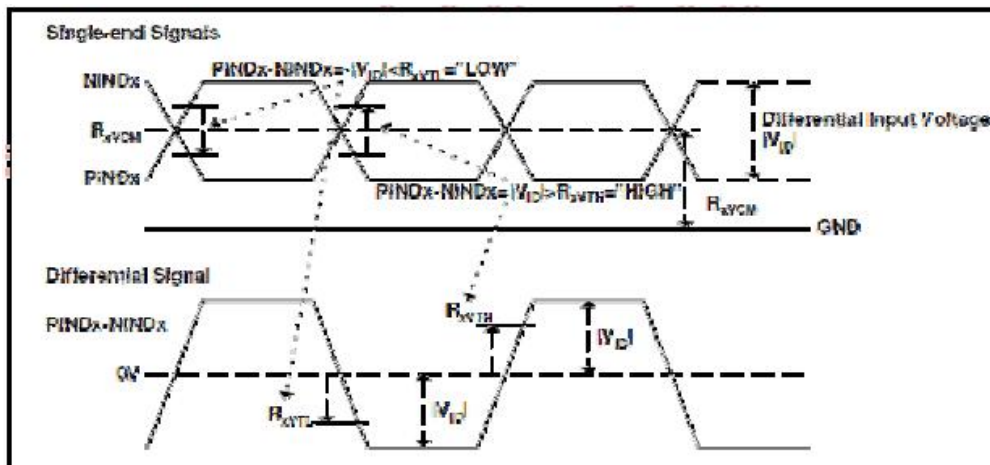 Single-end Signals
PINDx-NINDx=-|VID|<RxVTL="LOW"
NINDx
RxVCM
Differential Input Voltage
|VID|
PINDx
PINDx-NINDx=|VID|>RxVTH="HIGH"
RxVCM
GND
Differential Signal
RxVTH
PINDx-NINDx
|VID|
0V
RxVTL
|VID|